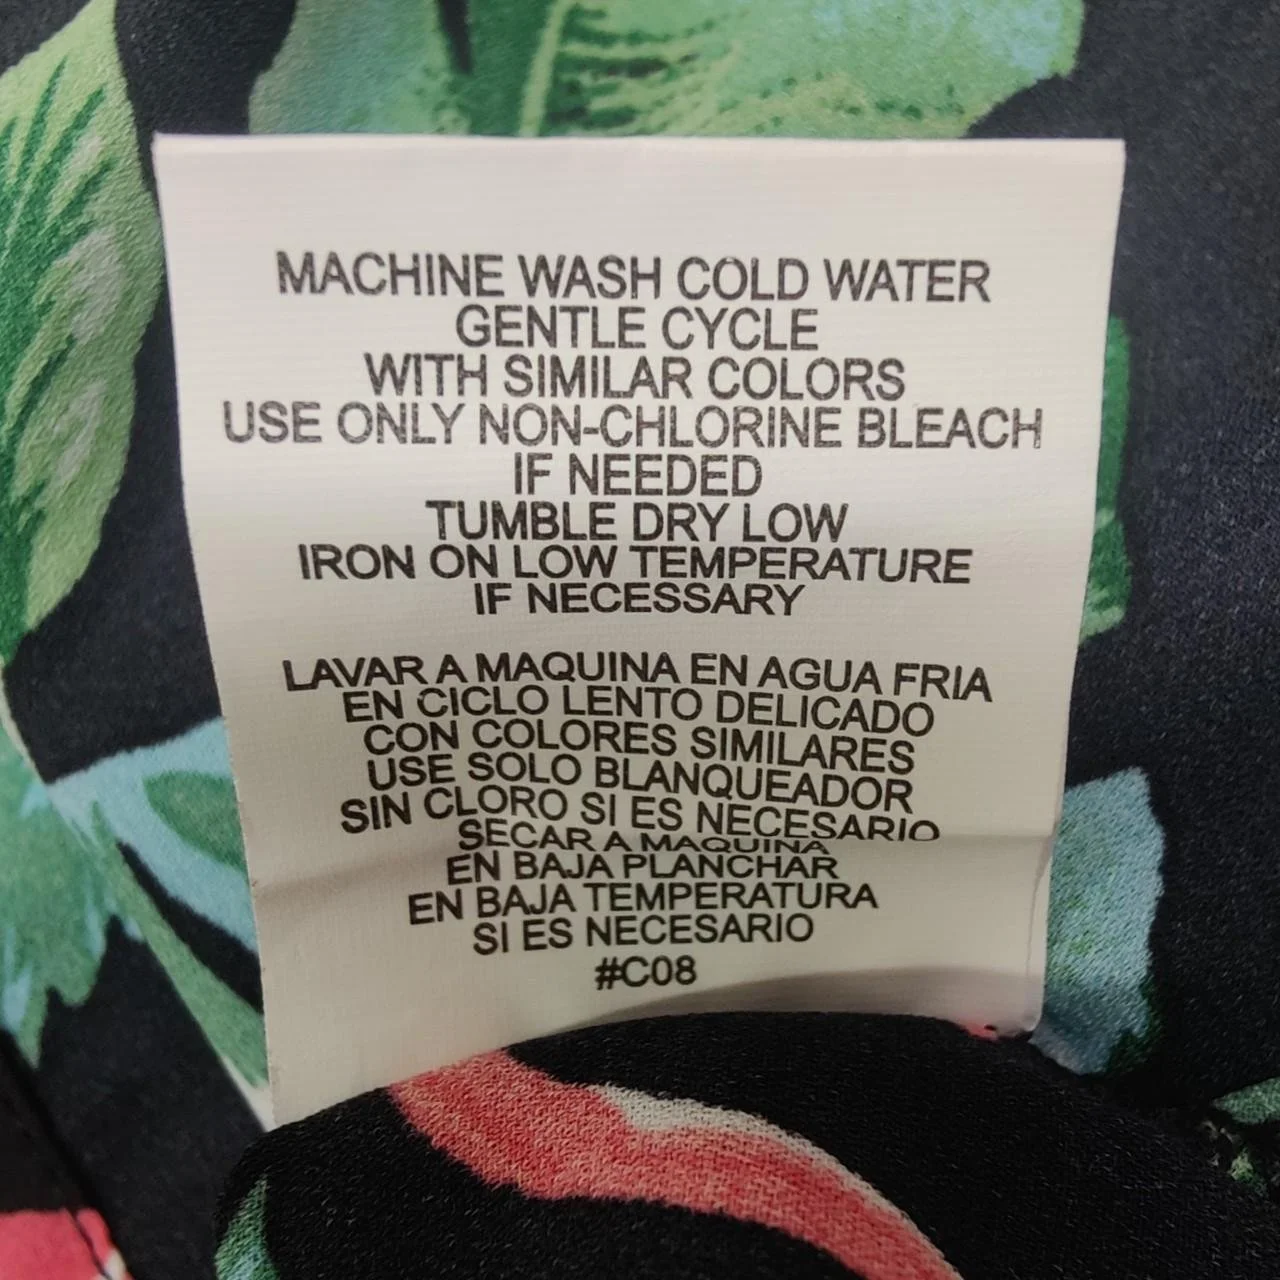 MACHINE WASH COLD WATER
GENTLE CYCLE
WITH SIMILAR COLORS
USE ONLY NON-CHLORINE BLEACH
IF NEEDED
TUMBLE DRY LOW
IRON ON LOW TEMPERATURE
IF NECESSARY
LAVAR A MAQUINA EN AGUA FRIA
EN CICLO LENTO DELICADO
CON COLORES SIMILARES
USE SOLO BLANQUEADOR
SIN CLORO SI ES NECESARIO
SECAR A MAQUINA
EN BAJA PLANCHAR
EN BAJA TEMPERATURA
SI ES NECESARIO
#C08